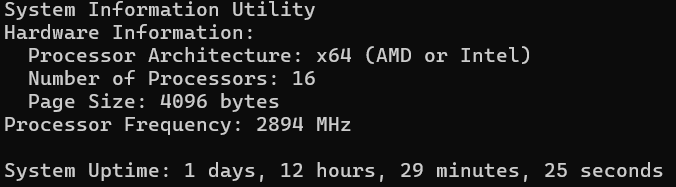 System Information Utility
Hardware Information:
  Processor Architecture: x64 (AMD or Intel)
  Number of Processors: 16
  Page Size: 4096 bytes
Processor Frequency: 2894 MHz

System Uptime: 1 days, 12 hours, 29 minutes, 25 seconds